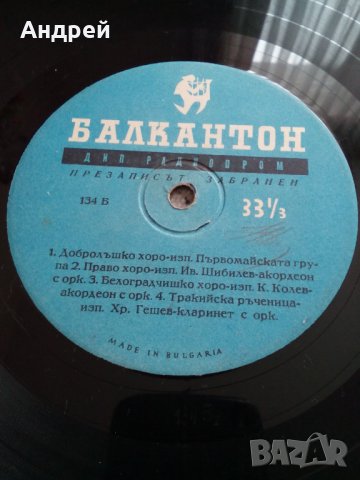 Андрей
БАЛКАНТОН
ДИП РАДИОПРОМ
ПРЕЗАПИСЪТ ЗАБРАНЕН
134 В
33⅓
1. Добролъшко хоро-изп. Първомайската гру-
па 2. Право хоро-изп. Ив. Шибилев-акордеон
с орк. 3. Белоградчишко хоро-изп. К. Колев-
акордеон с орк. 4. Тракийска ръченица-
изп. Хр. Гешев-кларинет с орк.
MADE IN BULGARIA
BAZAR